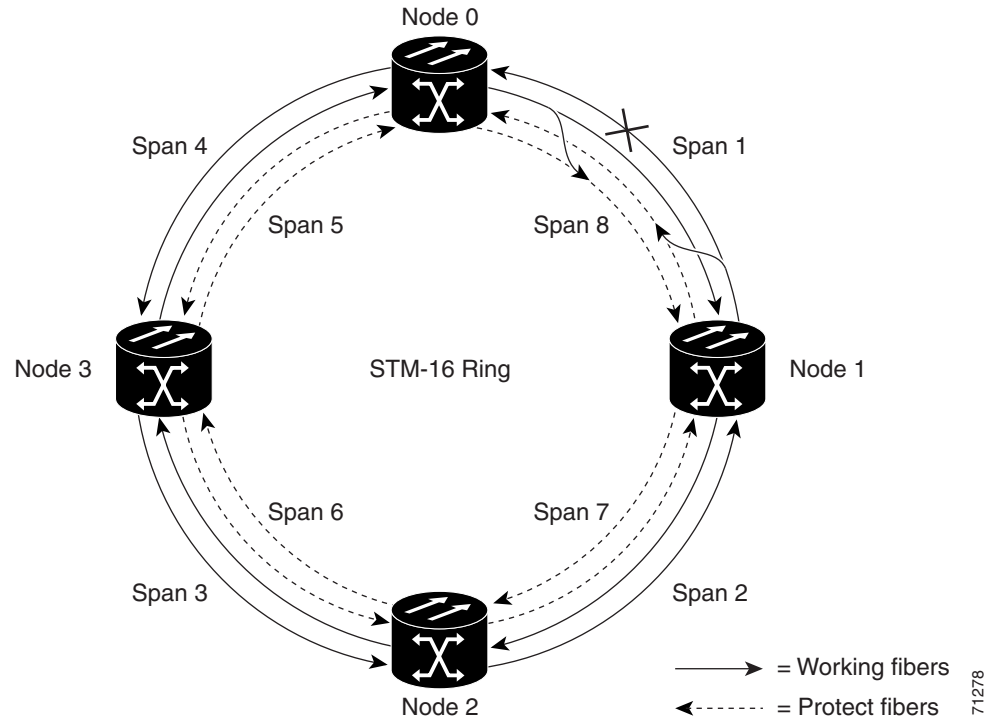 Node 0
Span 4
Span 1
Span 5
Span 8
Node 3
STM-16 Ring
Node 1
Span 6
Span 7
Span 3
Span 2
Node 2
= Working fibers
= Protect fibers
71278